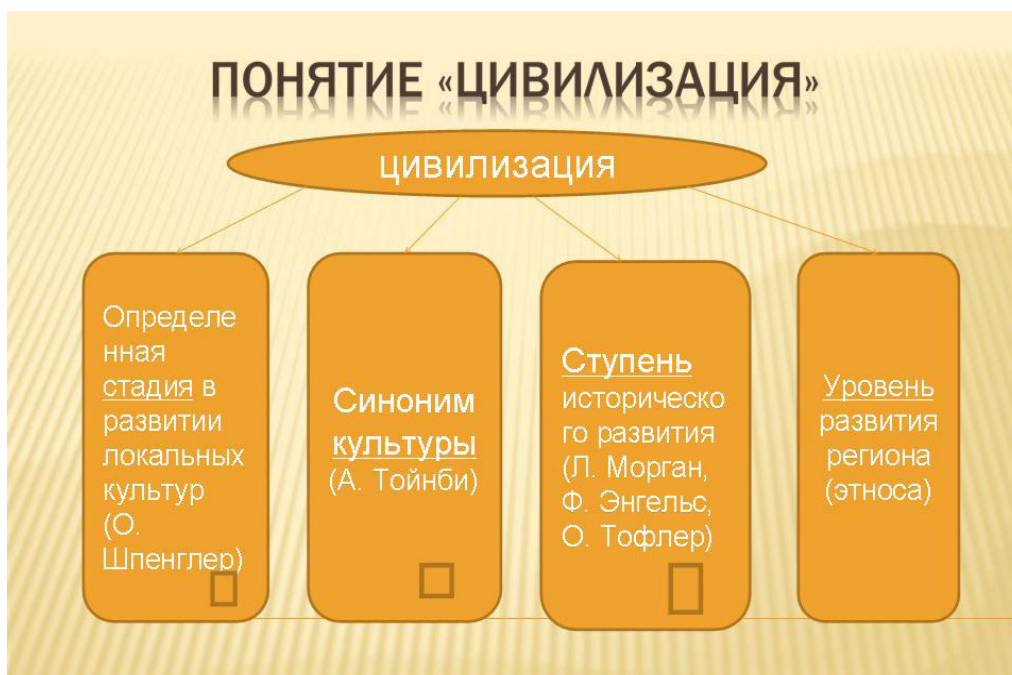 ПОНЯТИЕ «ЦИВИЛИЗАЦИЯ»
цивилизация
Определе
нная
стадия в
развитии
локальных
культур
(О.
Шпенглер)
Синоним
культуры
(А. Тойнби)
Ступень
историческо
го развития
(Л. Морган,
Ф. Энгельс,
О. Тофлер)
Уровень
развития
региона
(этноса)